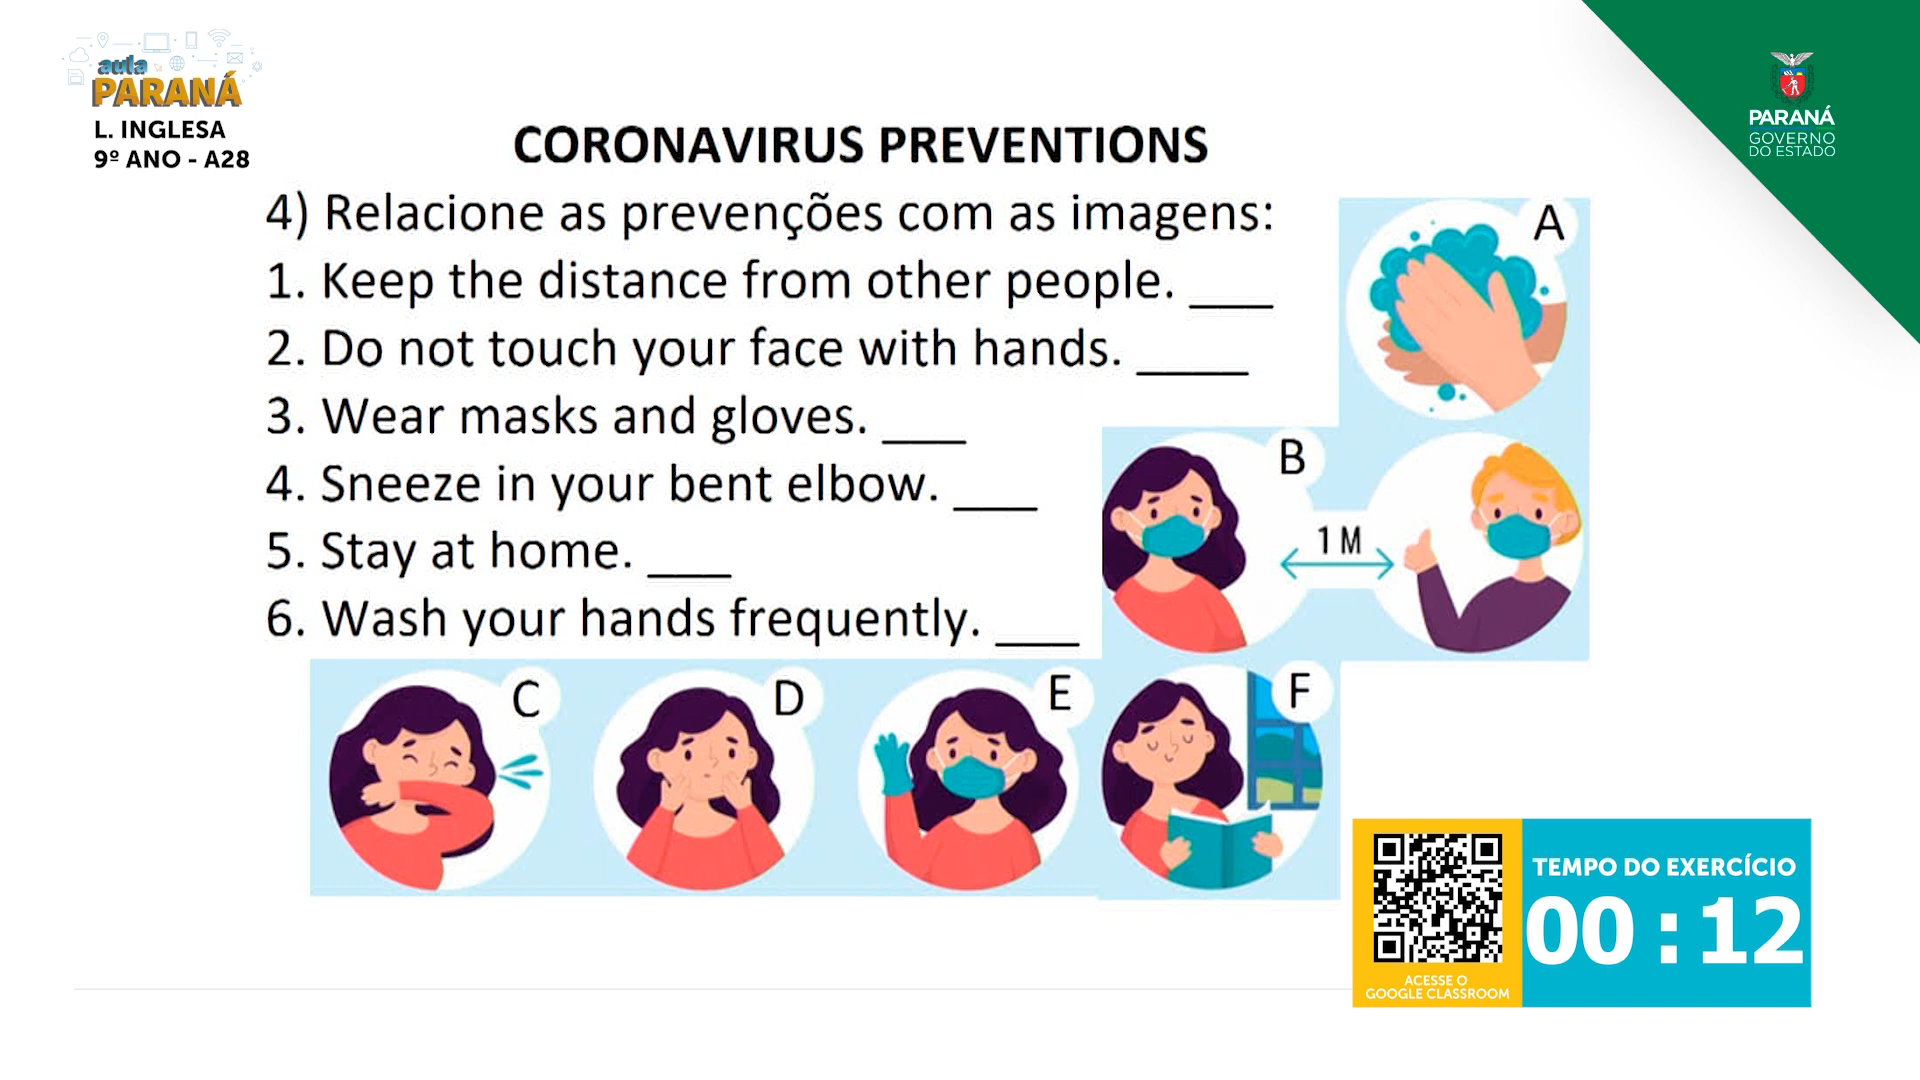 aula
PARANÁ
L. INGLESA
9º ANO - A28
PARANÁ
GOVERNO
DO ESTADO
CORONAVIRUS PREVENTIONS
4) Relacione as prevenções com as imagens:
1. Keep the distance from other people. ___
2. Do not touch your face with hands. ____
3. Wear masks and gloves. ___
4. Sneeze in your bent elbow. ___
5. Stay at home. ___
6. Wash your hands frequently. ___
A
B
1 M
C
D
E
F
ACESSE O
GOOGLE CLASSROOM
TEMPO DO EXERCÍCIO
00:12